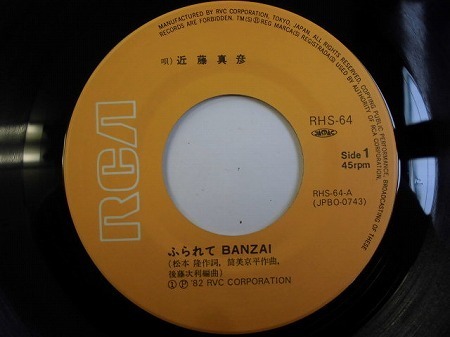 MANUFACTURED BY RVC CORPORATION, TOKYO, JAPAN. ALL RIGHTS RESERVED. UNAUTHORIZED COPYING, PUBLIC PERFORMANCE, BROADCASTING OF THESE
RECORDS ARE FORBIDDEN. TM(S)Ⓡ REG MARCA(S) REGISTRADA(S) USED BY AUTHORITY OF RCA CORPORATION.
唄) 近藤真彦
RCA
RHS-64
JASRAC
Side 1
45rpm
RHS-64-A
(JPBO-0743)
ふられて BANZAI
(松本 隆作詞, 筒美京平作曲,
後藤次利編曲)
① Ⓟ '82 RVC CORPORATION